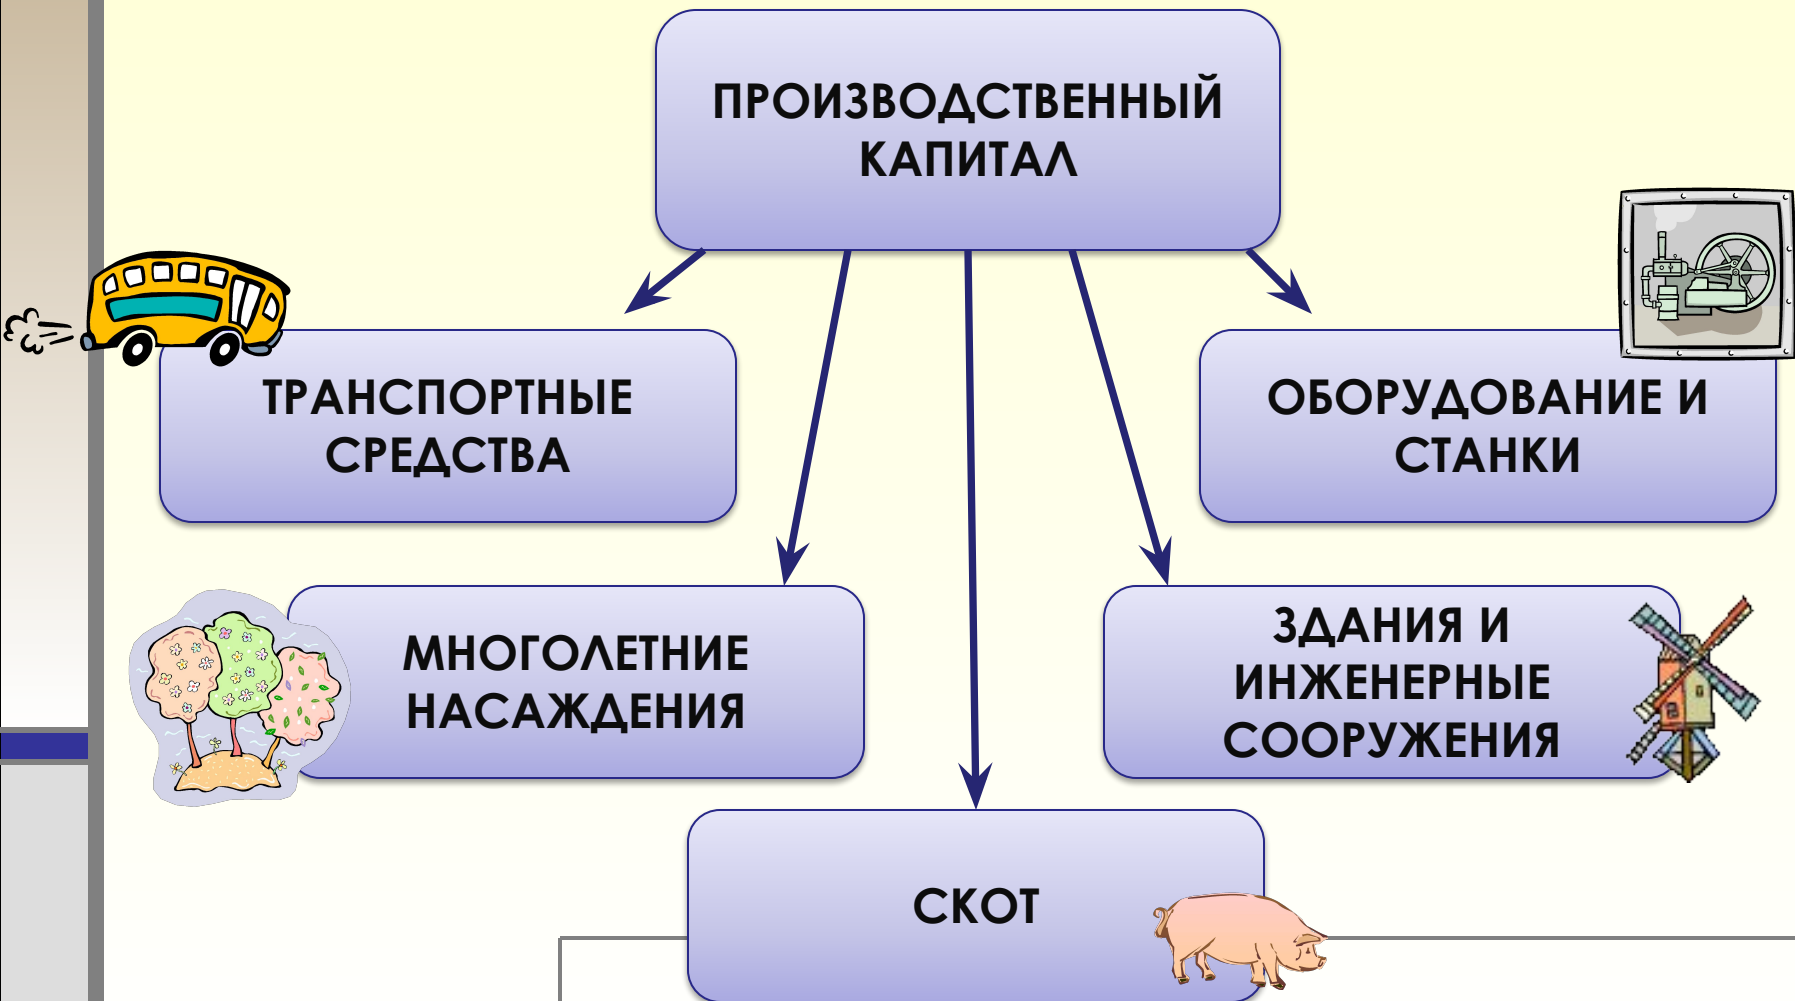 ПРОИЗВОДСТВЕННЫЙ
КАПИТАЛ
ТРАНСПОРТНЫЕ
СРЕДСТВА
ОБОРУДОВАНИЕ И
СТАНКИ
МНОГОЛЕТНИЕ
НАСАЖДЕНИЯ
ЗДАНИЯ И
ИНЖЕНЕРНЫЕ
СООРУЖЕНИЯ
СКОТ